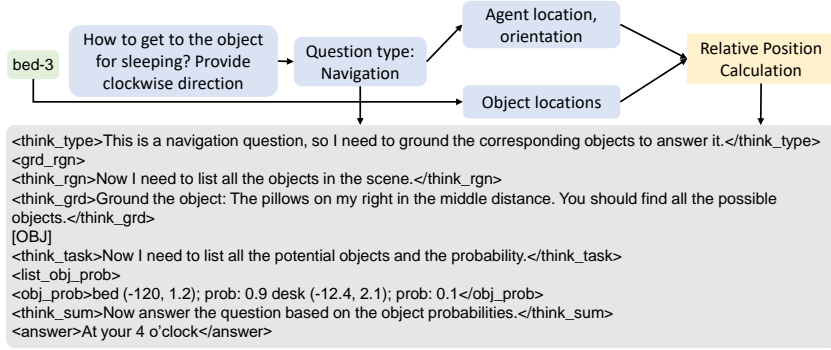 bed-3
How to get to the object
for sleeping? Provide
clockwise direction
Question type:
Navigation
Agent location,
orientation
Object locations
Relative Position
Calculation
<think_type>This is a navigation question, so I need to ground the corresponding objects to answer it.</think_type>
<grd_rgn>
<think_rgn>Now I need to list all the objects in the scene.</think_rgn>
<think_grd>Ground the object: The pillows on my right in the middle distance. You should find all the possible
objects.</think_grd>
[OBJ]
<think_task>Now I need to list all the potential objects and the probability.</think_task>
<list_obj_prob>
<obj_prob>bed (-120, 1.2); prob: 0.9 desk (-12.4, 2.1); prob: 0.1</obj_prob>
<think_sum>Now answer the question based on the object probabilities.</think_sum>
<answer>At your 4 o'clock</answer>